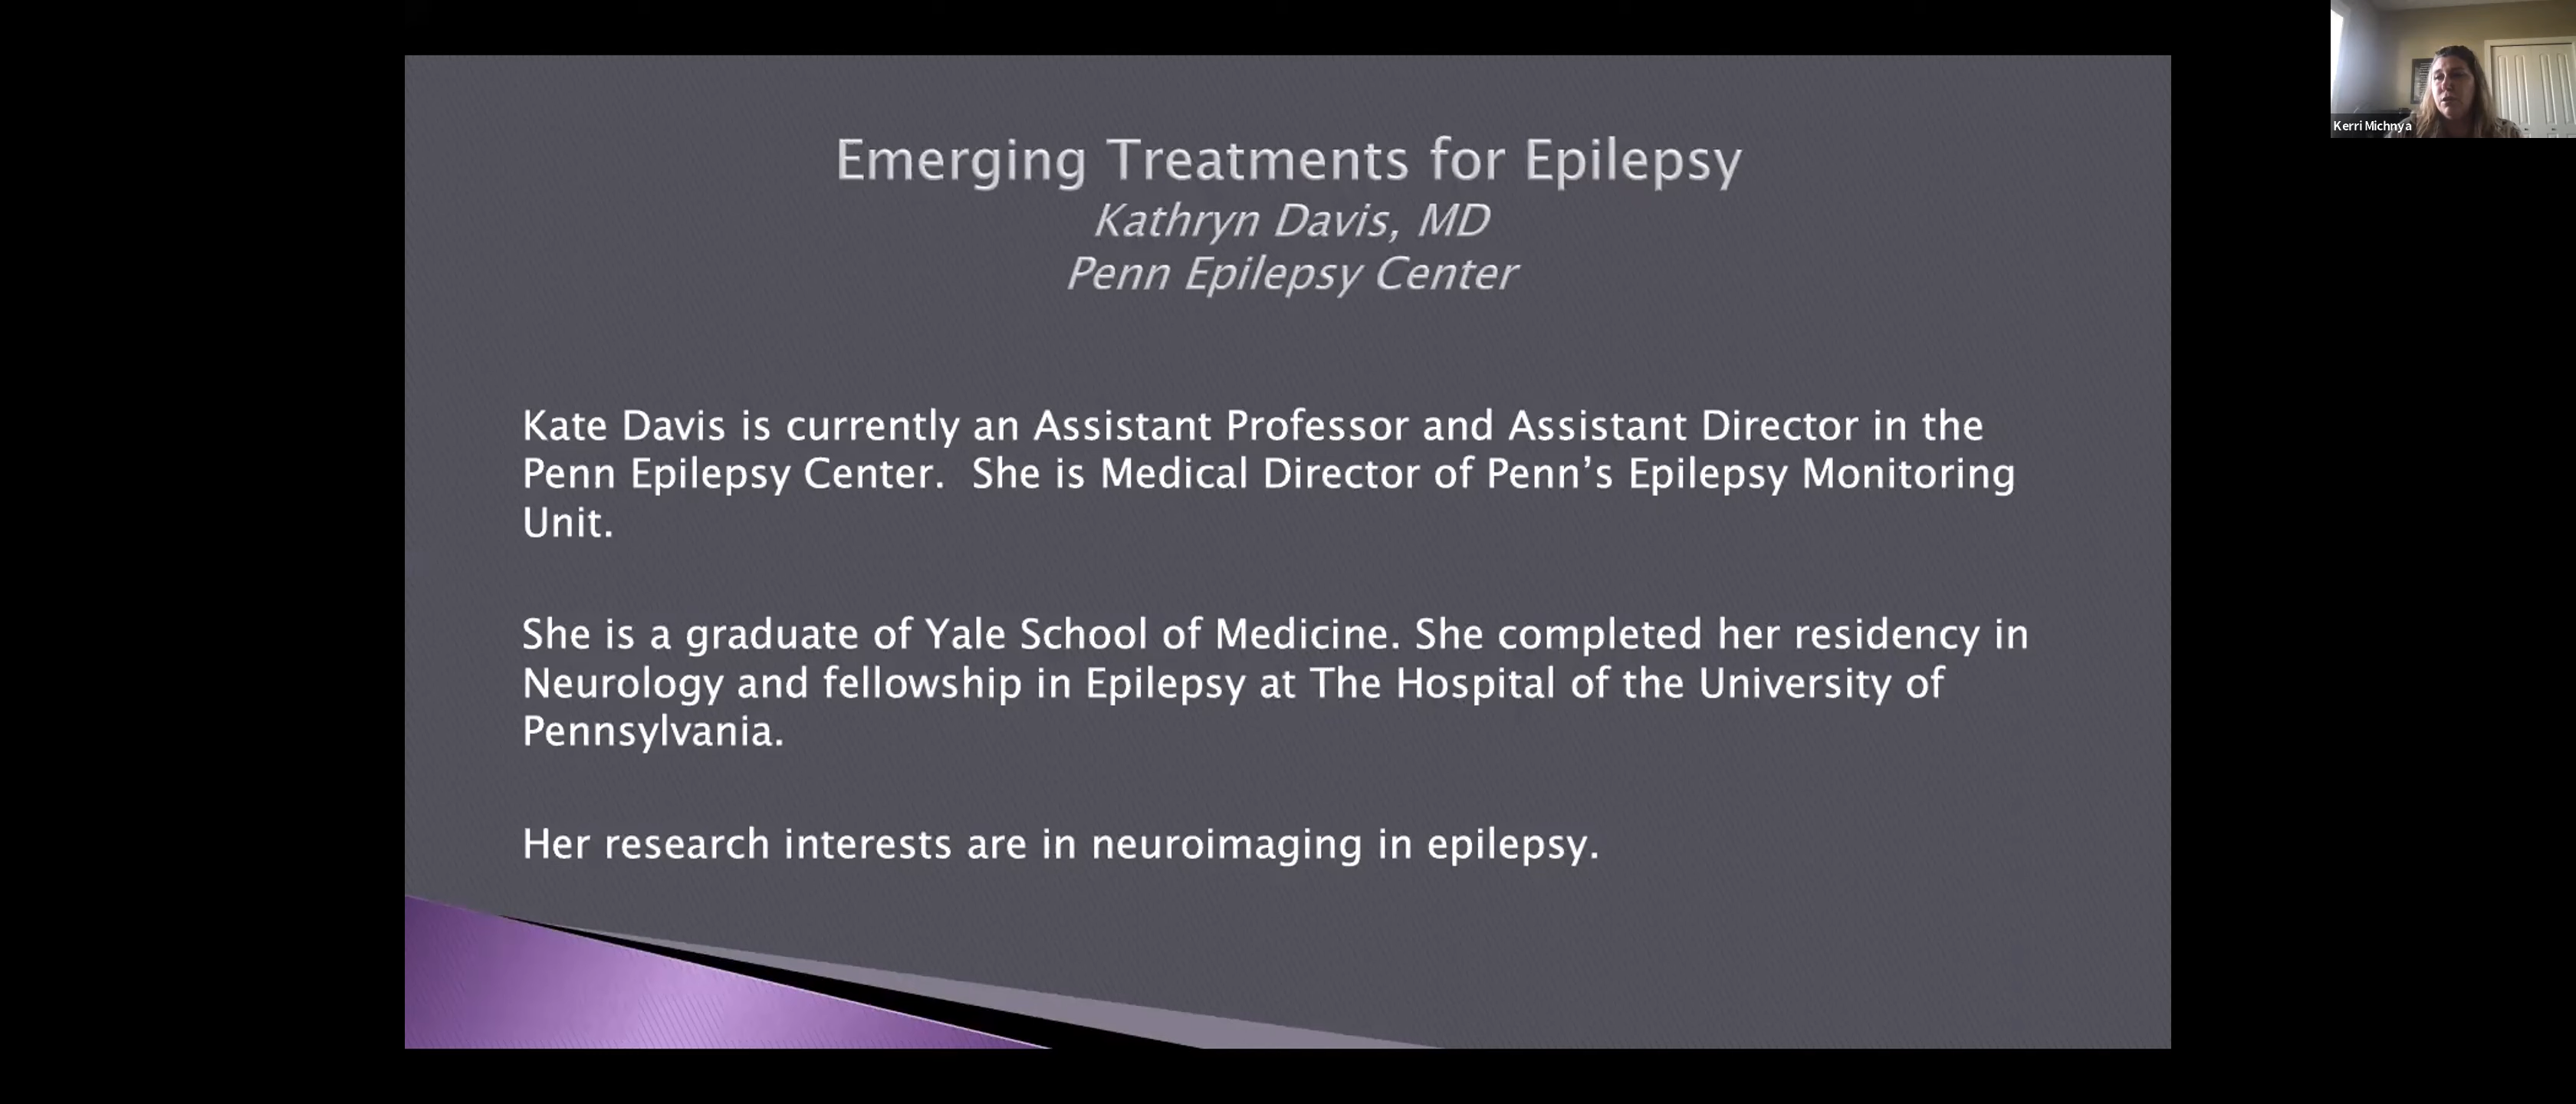 Emerging Treatments for Epilepsy
Kathryn Davis, MD
Penn Epilepsy Center
Kate Davis is currently an Assistant Professor and Assistant Director in the
Penn Epilepsy Center.  She is Medical Director of Penn’s Epilepsy Monitoring
Unit.
She is a graduate of Yale School of Medicine. She completed her residency in
Neurology and fellowship in Epilepsy at The Hospital of the University of
Pennsylvania.
Her research interests are in neuroimaging in epilepsy.
Kerri Michnya